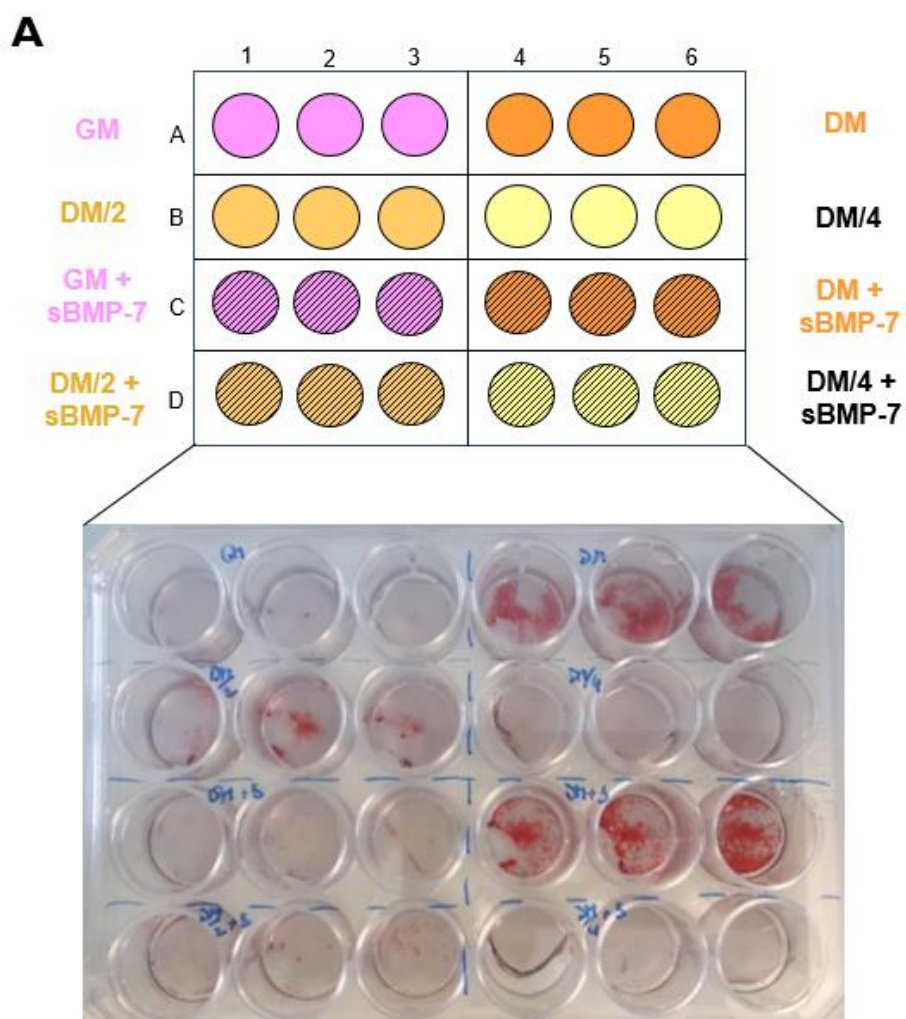 A
1 2 3 4 5 6
GM
A
DM
DM/2
B
DM/4
GM +
sBMP-7
C
DM +
sBMP-7
DM/2 +
sBMP-7
D
DM/4 +
sBMP-7
GM
DM
DM/2
DM/4